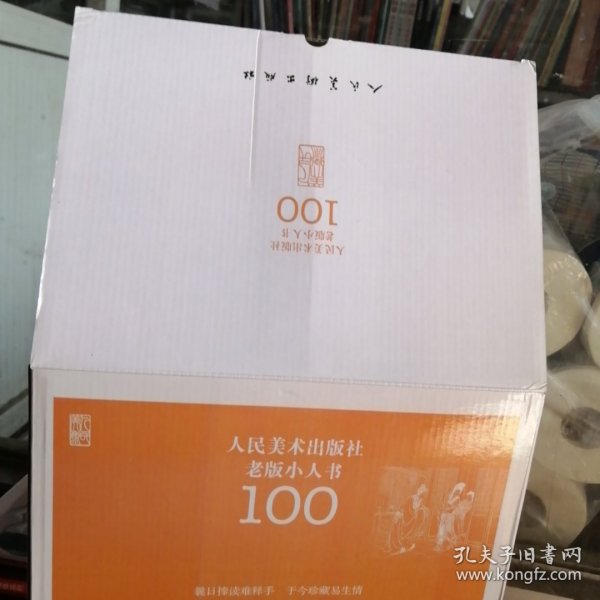 人民美术出版社
老版小人书
100
人民美術出版社
人民美术出版社
老版小人书
100
曩日捧读难释手 于今珍藏易生情
孔夫子旧书网
www.kongfz.com